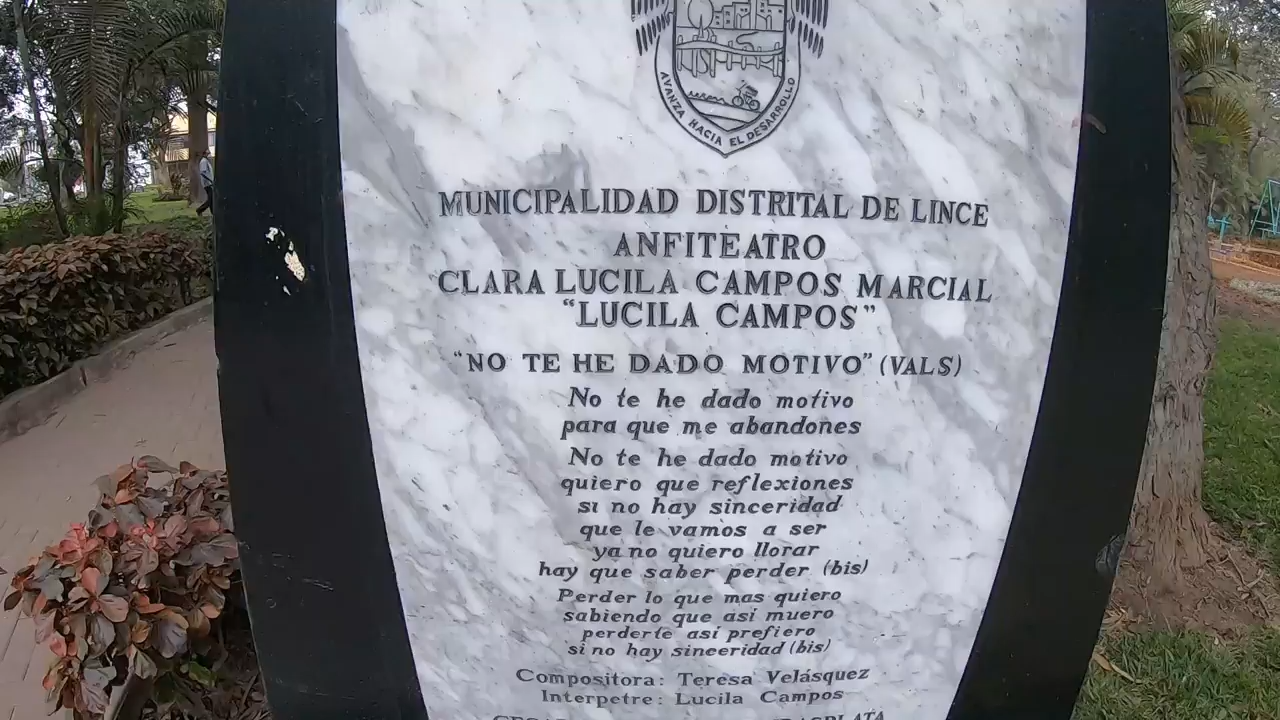 AVANZA HACIA EL DESARROLLO
MUNICIPALIDAD DISTRITAL DE LINCE
ANFITEATRO
CLARA LUCILA CAMPOS MARCIAL
"LUCILA CAMPOS"
"NO TE HE DADO MOTIVO" (VALS)
No te he dado motivo
para que me abandones
No te he dado motivo
quiero que reflexiones
si no hay sinceridad
que le vamos a ser
ya no quiero llorar
hay que saber perder (bis)
Perder lo que mas quiero
sabiendo que así muero
perderte así prefiero
si no hay sinceridad (bis)
Compositora: Teresa Velásquez
Interpetre: Lucila Campos